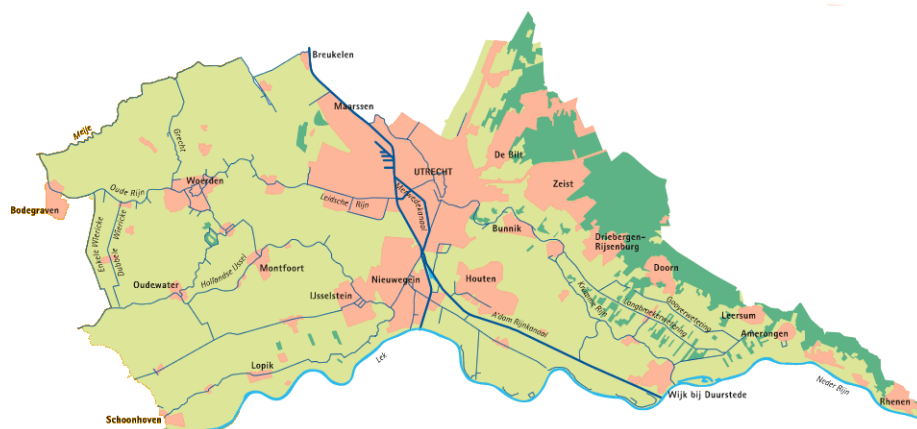 Breukelen
Maarssen
Meije
Grecht
De Bilt
UTRECHT
Woerden
Oude Rijn
Zeist
Leidsche Rijn
Merwedekanaal
Bodegraven
Enkele Wiericke
Dubbele Wiericke
Bunnik
Driebergen-
Rijsenburg
Hollandse IJssel
Montfoort
Doorn
Oudewater
Nieuwegein
Houten
IJsselstein
Kromme Rijn
Langbroekerwetering
Gooyerwetering
Leersum
A'dam Rijnkanaal
Amerongen
Lopik
Lek
Neder Rijn
Wijk bij Duurstede
Rhenen
Schoonhoven